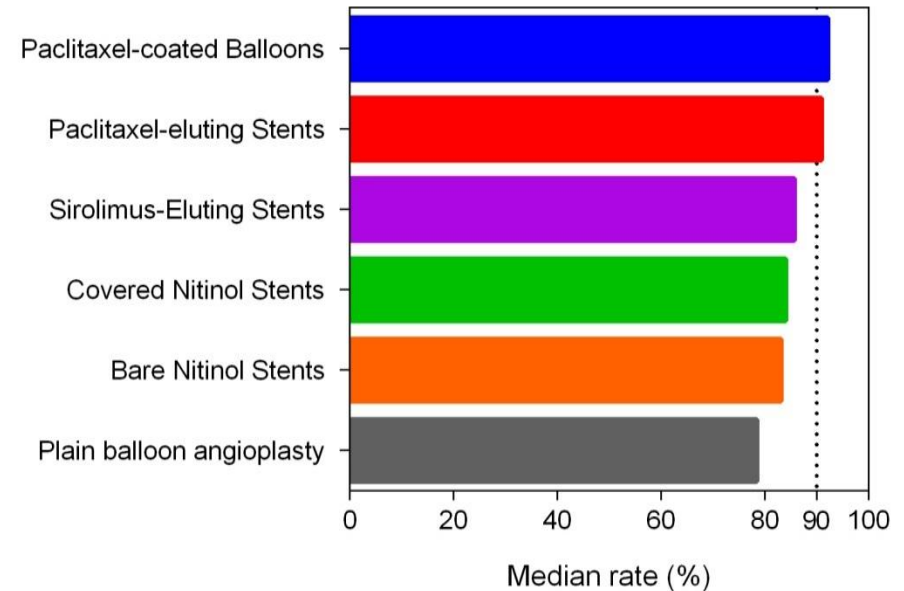 Paclitaxel-coated Balloons
Paclitaxel-eluting Stents
Sirolimus-Eluting Stents
Covered Nitinol Stents
Bare Nitinol Stents
Plain balloon angioplasty
0 20 40 60 80 90 100
Median rate (%)